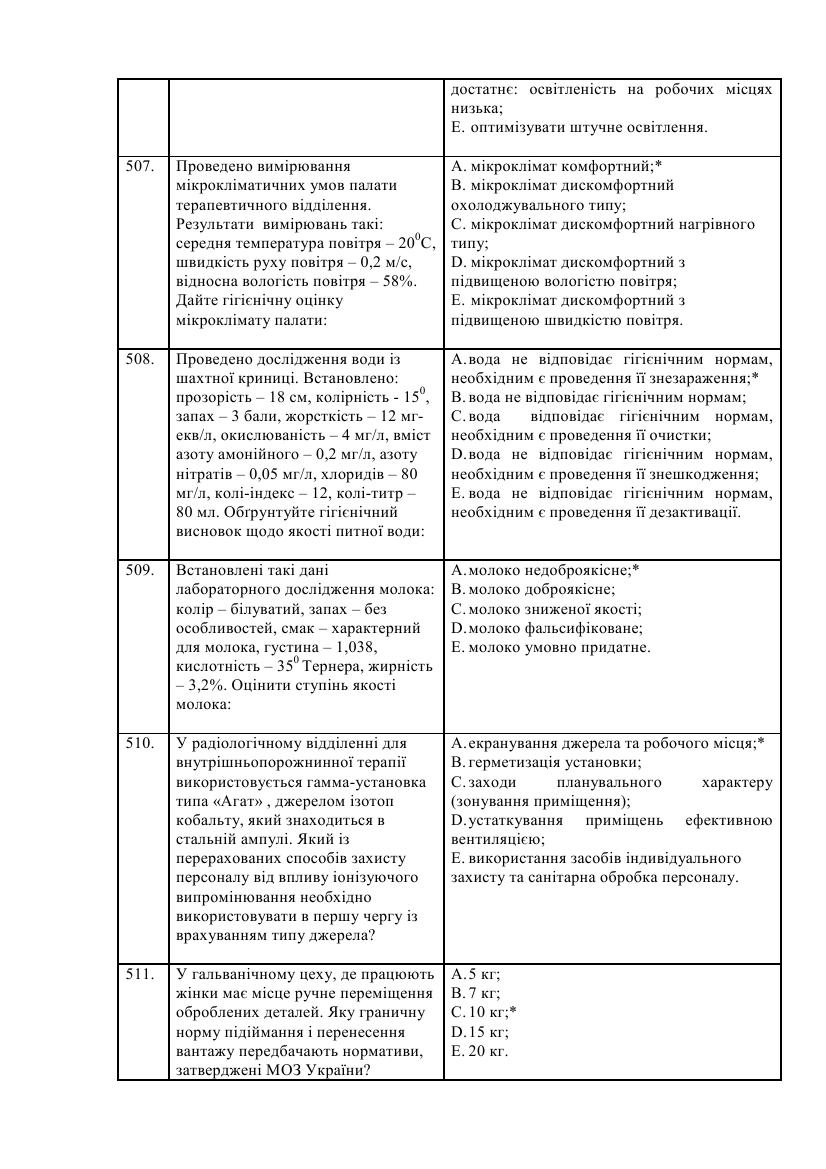 достатнє: освітленість на робочих місцях
низька;
Е. оптимізувати штучне освітлення.
507.
Проведено вимірювання
мікрокліматичних умов палати
терапевтичного відділення.
Результати вимірювань такі:
середня температура повітря – 20⁰С,
швидкість руху повітря – 0,2 м/с,
відносна вологість повітря – 58%.
Дайте гігієнічну оцінку
мікроклімату палати:
А. мікроклімат комфортний;*
В. мікроклімат дискомфортний
охолоджувального типу;
С. мікроклімат дискомфортний нагрівного
типу;
D. мікроклімат дискомфортний з
підвищеною вологістю повітря;
Е. мікроклімат дискомфортний з
підвищеною швидкістю повітря.
508.
Проведено дослідження води із
шахтної криниці. Встановлено:
прозорість – 18 см, колірність - 15⁰,
запах – 3 бали, жорсткість – 12 мг-
екв/л, окислюваність – 4 мг/л, вміст
азоту амонійного – 0,2 мг/л, азоту
нітратів – 0,05 мг/л, хлоридів – 80
мг/л, колі-індекс – 12, колі-титр –
80 мл. Обґрунтуйте гігієнічний
висновок щодо якості питної води:
А. вода не відповідає гігієнічним нормам,
необхідним є проведення її знезараження;*
В. вода не відповідає гігієнічним нормам;
С. вода відповідає гігієнічним нормам,
необхідним є проведення її очистки;
D. вода не відповідає гігієнічним нормам,
необхідним є проведення її знешкодження;
Е. вода не відповідає гігієнічним нормам,
необхідним є проведення її дезактивації.
509.
Встановлені такі дані
лабораторного дослідження молока:
колір – білуватий, запах – без
особливостей, смак – характерний
для молока, густина – 1,038,
кислотність – 35⁰ Тернера, жирність
– 3,2%. Оцінити ступінь якості
молока:
А. молоко недоброякісне;*
В. молоко доброякісне;
С. молоко зниженої якості;
D. молоко фальсифіковане;
Е. молоко умовно придатне.
510.
У радіологічному відділенні для
внутрішньопорожнинної терапії
використовується гамма-установка
типа «Агат» , джерелом ізотоп
кобальту, який знаходиться в
стальній ампулі. Який із
перерахованих способів захисту
персоналу від впливу іонізуючого
випромінювання необхідно
використовувати в першу чергу із
врахуванням типу джерела?
А. екранування джерела та робочого місця;*
В. герметизація установки;
С. заходи планувального характеру
(зонування приміщення);
D. устаткування приміщень ефективною
вентиляцією;
Е. використання засобів індивідуального
захисту та санітарна обробка персоналу.
511.
У гальванічному цеху, де працюють
жінки має місце ручне переміщення
оброблених деталей. Яку граничну
норму підіймання і перенесення
вантажу передбачають нормативи,
затверджені МОЗ України?
А. 5 кг;
В. 7 кг;
С. 10 кг;*
D. 15 кг;
Е. 20 кг.